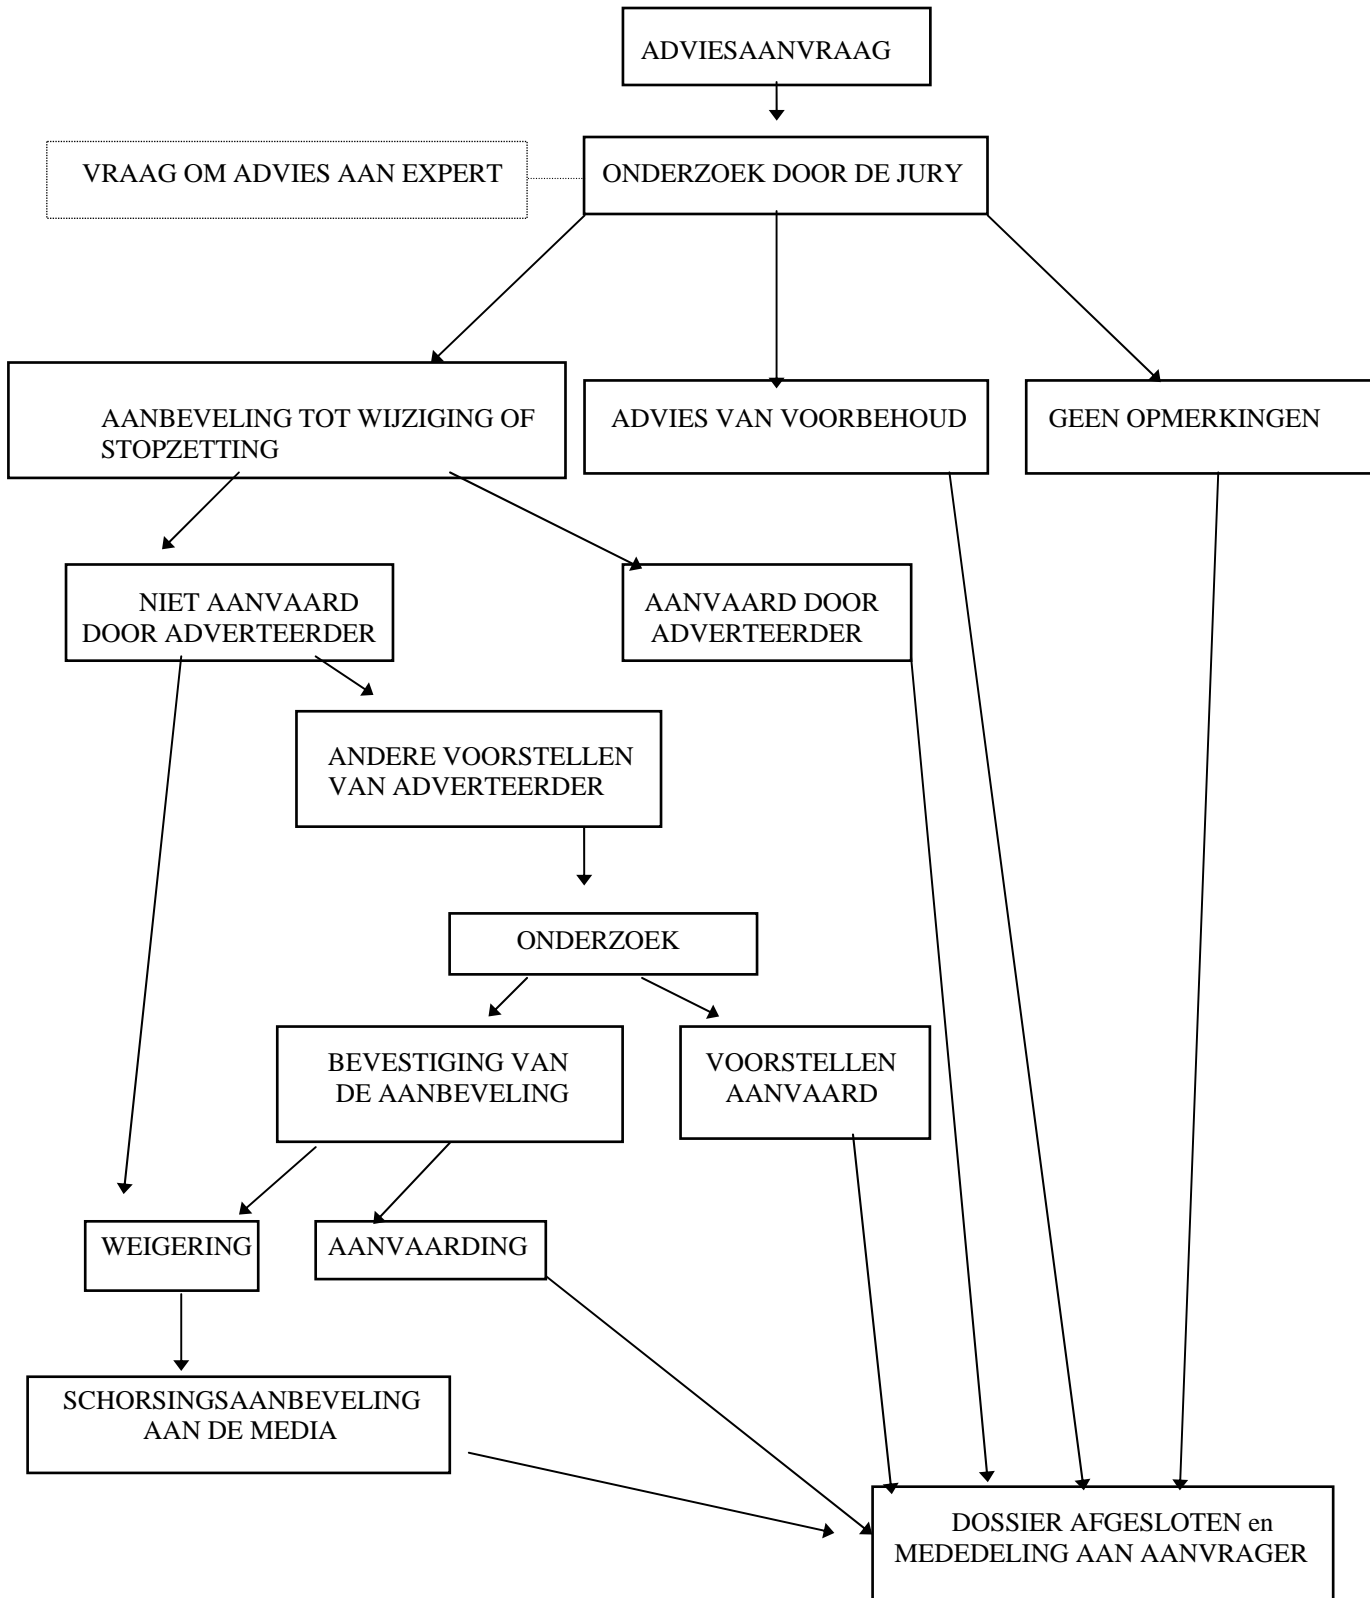 ADVIESAANVRAAG
VRAAG OM ADVIES AAN EXPERT
ONDERZOEK DOOR DE JURY
AANBEVELING TOT WIJZIGING OF
STOPZETTING
ADVIES VAN VOORBEHOUD
GEEN OPMERKINGEN
NIET AANVAARD
DOOR ADVERTEERDER
AANVAARD DOOR
ADVERTEERDER
ANDERE VOORSTELLEN
VAN ADVERTEERDER
ONDERZOEK
BEVESTIGING VAN
DE AANBEVELING
VOORSTELLEN
AANVAARD
WEIGERING
AANVAARDING
SCHORSINGSAANBEVELING
AAN DE MEDIA
DOSSIER AFGESLOTEN en
MEDEDELING AAN AANVRAGER